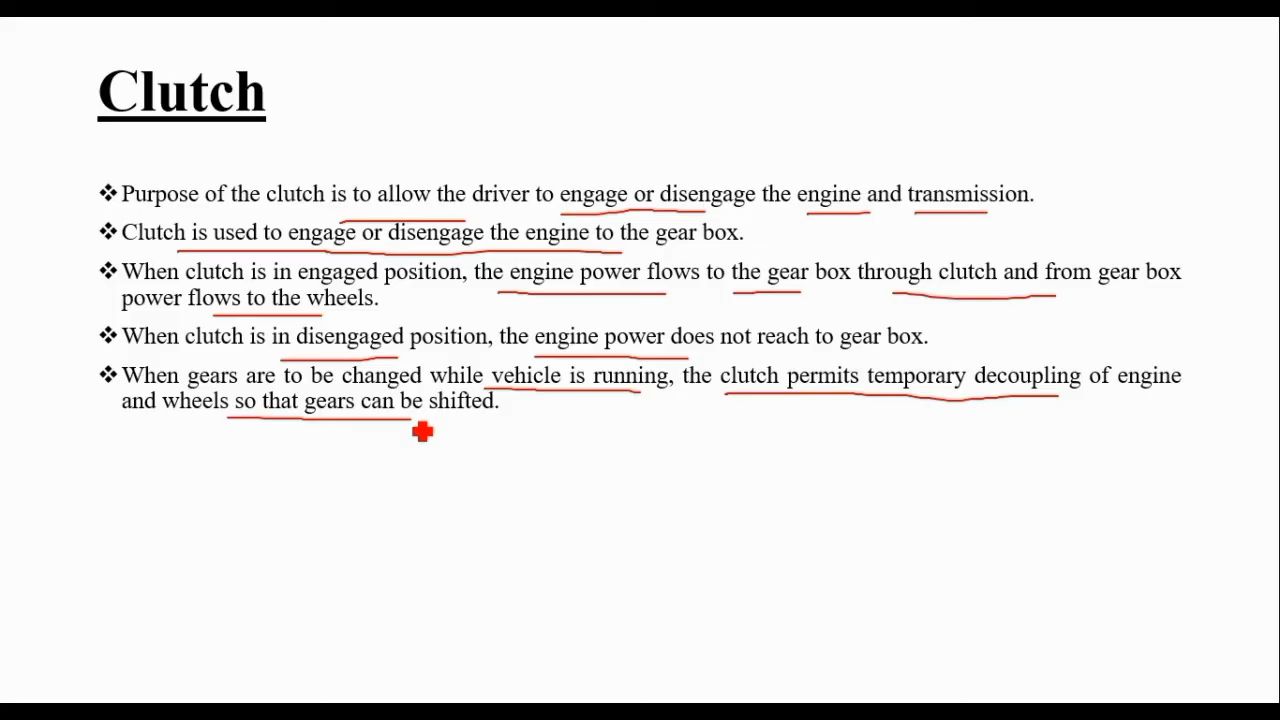 Clutch
❖Purpose of the clutch is to allow the driver to engage or disengage the engine and transmission.
❖Clutch is used to engage or disengage the engine to the gear box.
❖When clutch is in engaged position, the engine power flows to the gear box through clutch and from gear box
power flows to the wheels.
❖When clutch is in disengaged position, the engine power does not reach to gear box.
❖When gears are to be changed while vehicle is running, the clutch permits temporary decoupling of engine
and wheels so that gears can be shifted.